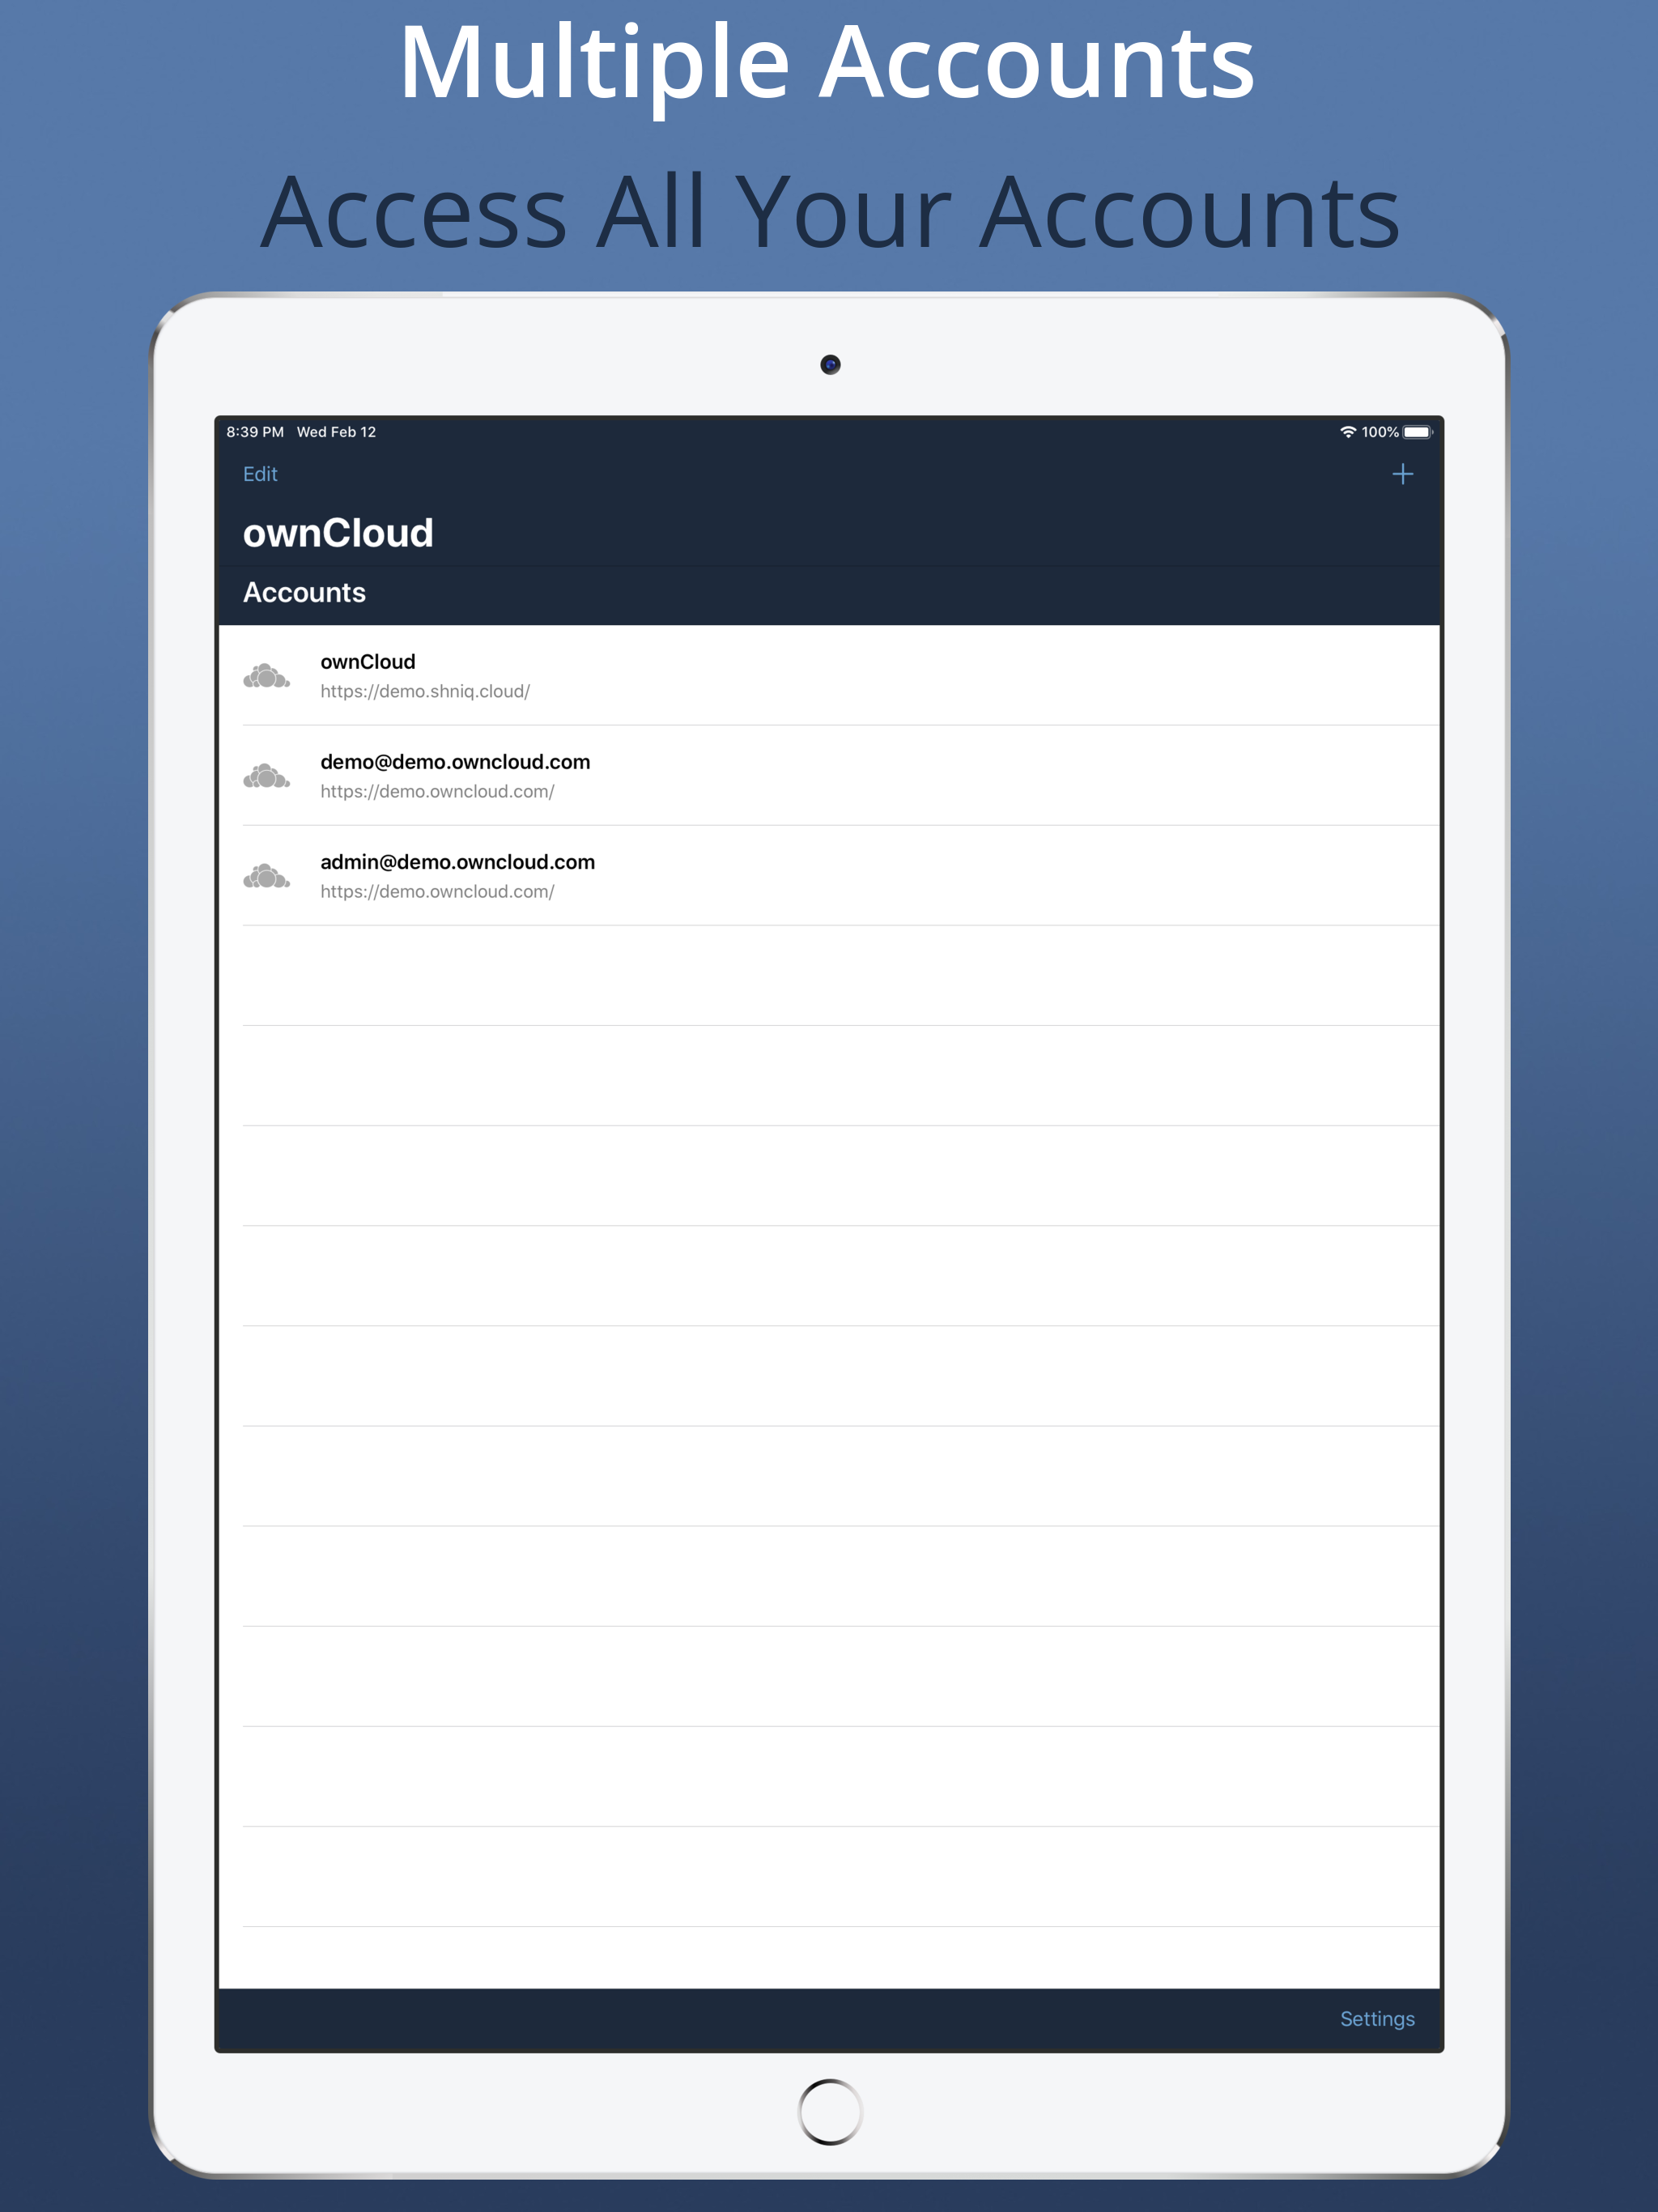 Multiple Accounts
Access All Your Accounts
8:39 PM Wed Feb 12 100%
Edit
ownCloud
Accounts
ownCloud
https://demo.shniq.cloud/
demo@demo.owncloud.com
https://demo.owncloud.com/
admin@demo.owncloud.com
https://demo.owncloud.com/
Settings